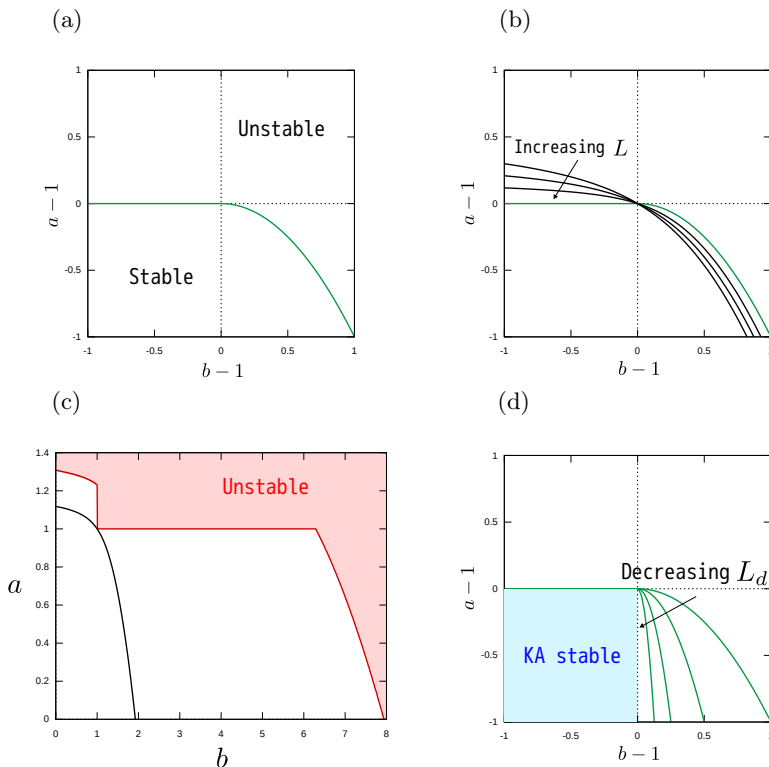 (a)
1
0.5
0
-0.5
-1
a − 1
Unstable
Stable
-1
-0.5
0
0.5
1
b − 1
(b)
1
0.5
0
-0.5
-1
a − 1
Increasing L
-1
-0.5
0
0.5
b − 1
(c)
1.4
1.2
1
0.8
0.6
0.4
0.2
0
a
Unstable
0
1
2
3
4
5
6
7
8
b
(d)
1
0.5
0
-0.5
-1
a − 1
Decreasing L_d
KA stable
-1
-0.5
0
0.5
b − 1